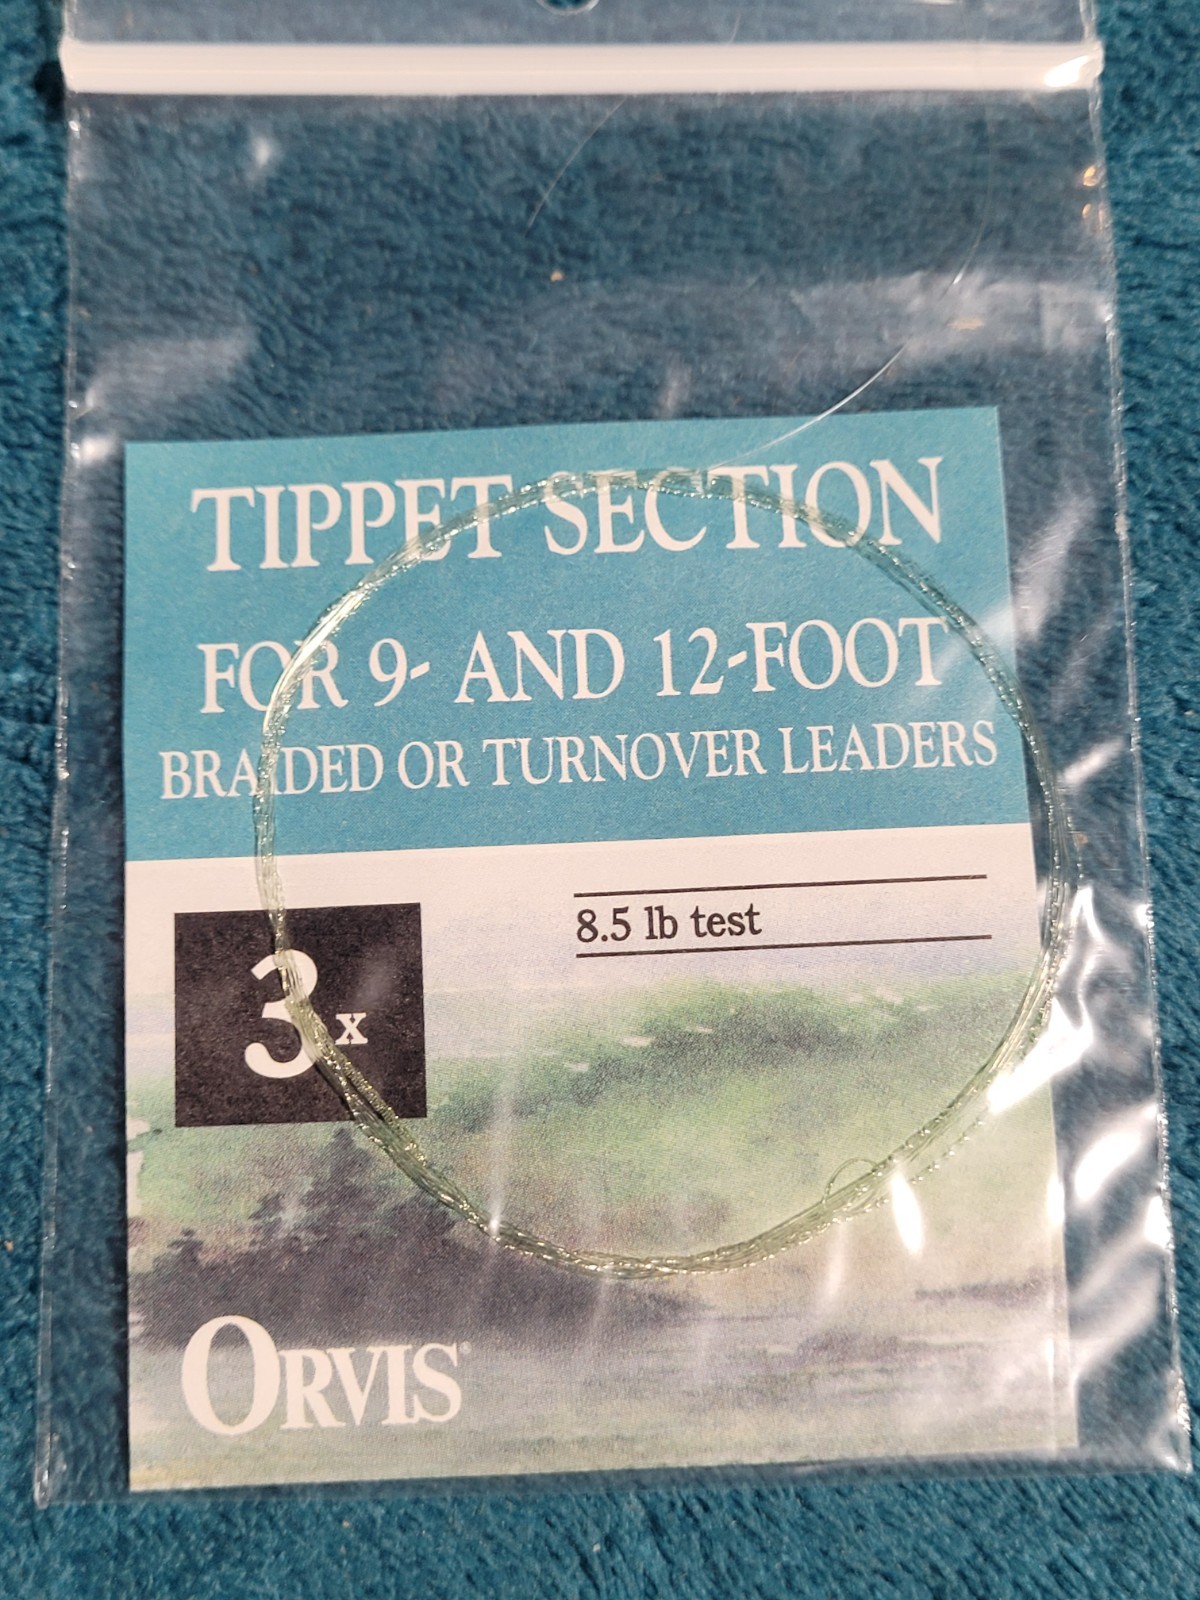 TIPPET SECTION
FOR 9- AND 12-FOOT
BRAIDED OR TURNOVER LEADERS
8.5 lb test
3x
ORVIS®